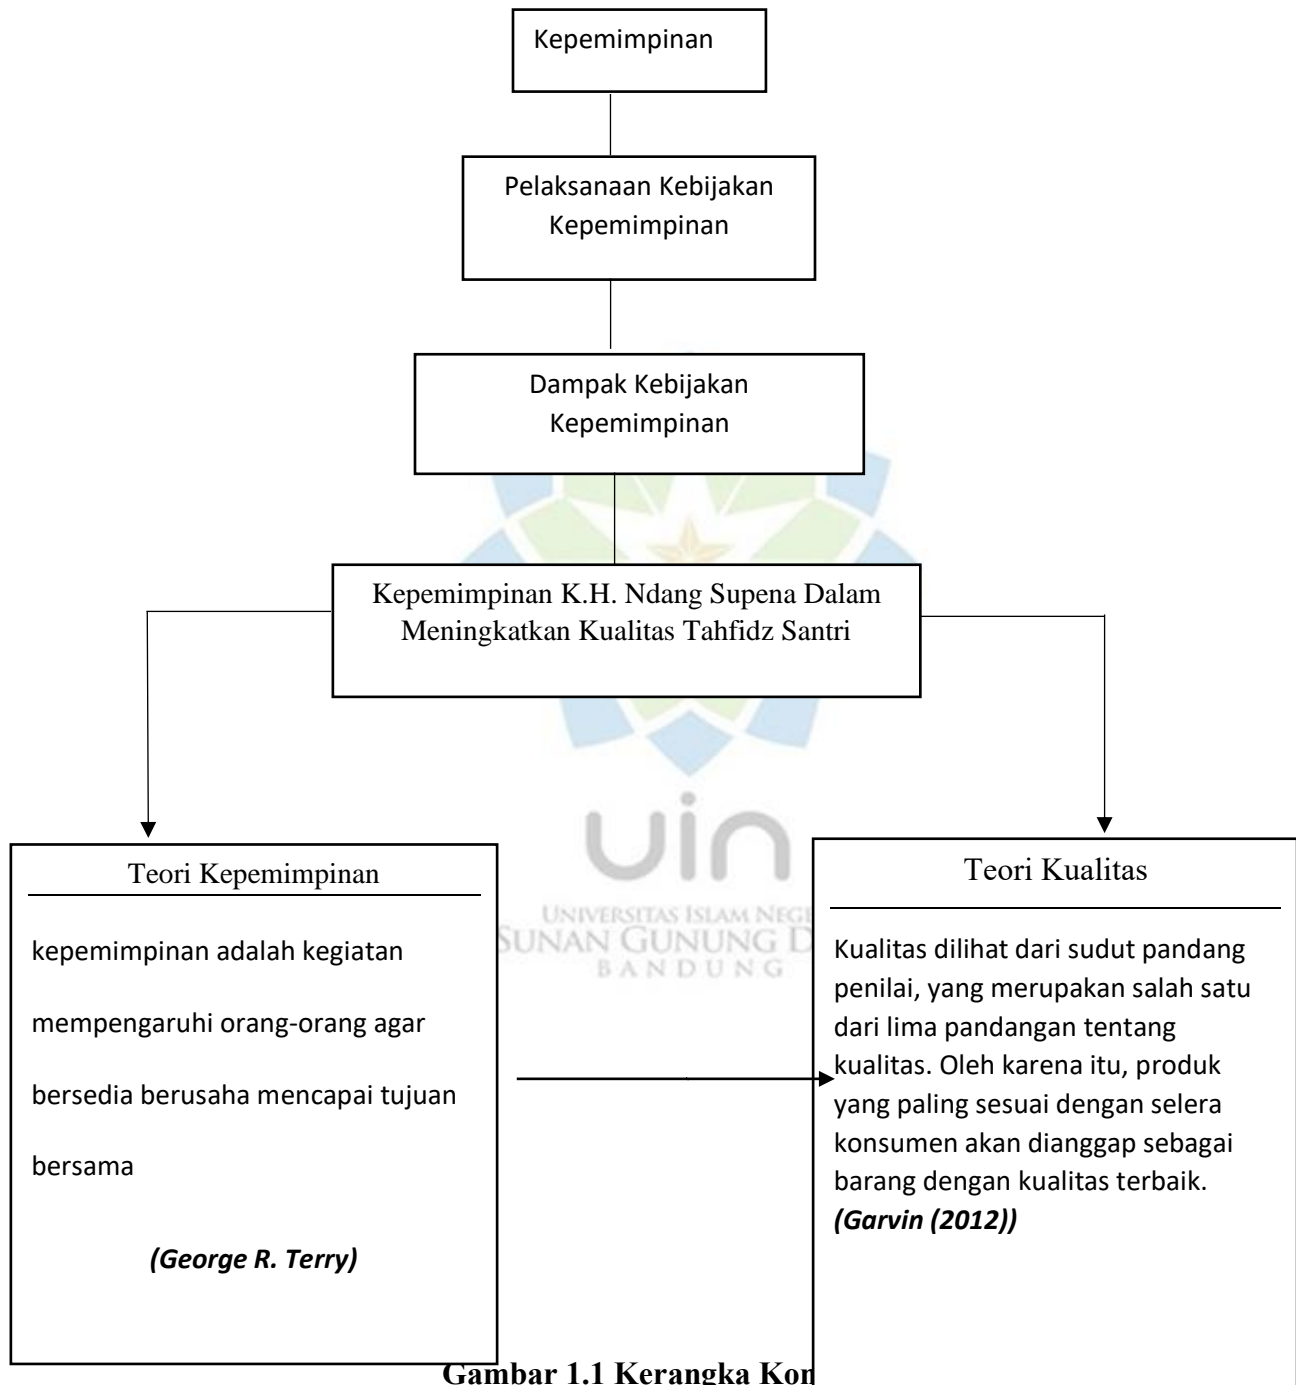 Kepemimpinan
Pelaksanaan Kebijakan
Kepemimpinan
Dampak Kebijakan
Kepemimpinan
Kepemimpinan K.H. Ndang Supena Dalam
Meningkatkan Kualitas Tahfidz Santri
Teori Kepemimpinan
kepemimpinan adalah kegiatan
mempengaruhi orang-orang agar
bersedia berusaha mencapai tujuan
bersama
(George R. Terry)
uin
UNIVERSITAS ISLAM NEGE
SUNAN GUNUNG D
BANDUNG
Teori Kualitas
Kualitas dilihat dari sudut pandang
penilai, yang merupakan salah satu
dari lima pandangan tentang
kualitas. Oleh karena itu, produk
yang paling sesuai dengan selera
konsumen akan dianggap sebagai
barang dengan kualitas terbaik.
(Garvin (2012))
Gambar 1.1 Kerangka Kon